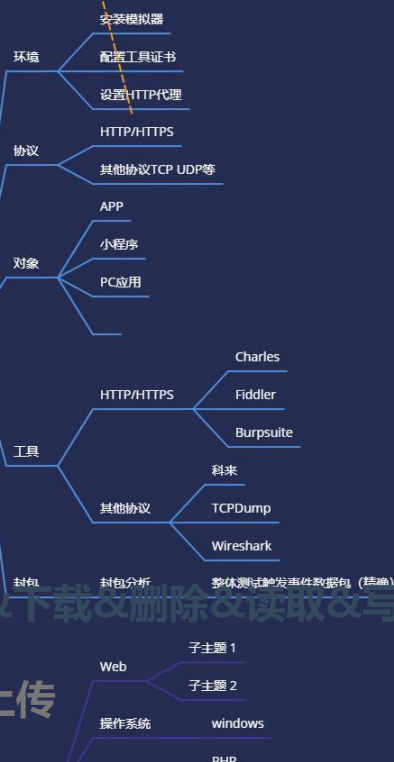 安装模拟器
环境
配置工具证书
设置HTTP代理
HTTP/HTTPS
协议
其他协议TCP UDP等
APP
小程序
对象
PC应用
Charles
HTTP/HTTPS
Fiddler
Burpsuite
工具
科来
其他协议
TCPDump
Wireshark
封包
封包分析
整体测试触发事件数据包（精确）
下载&删除&读取&写
子主题 1
Web
子主题 2
上传
操作系统
windows
PHP